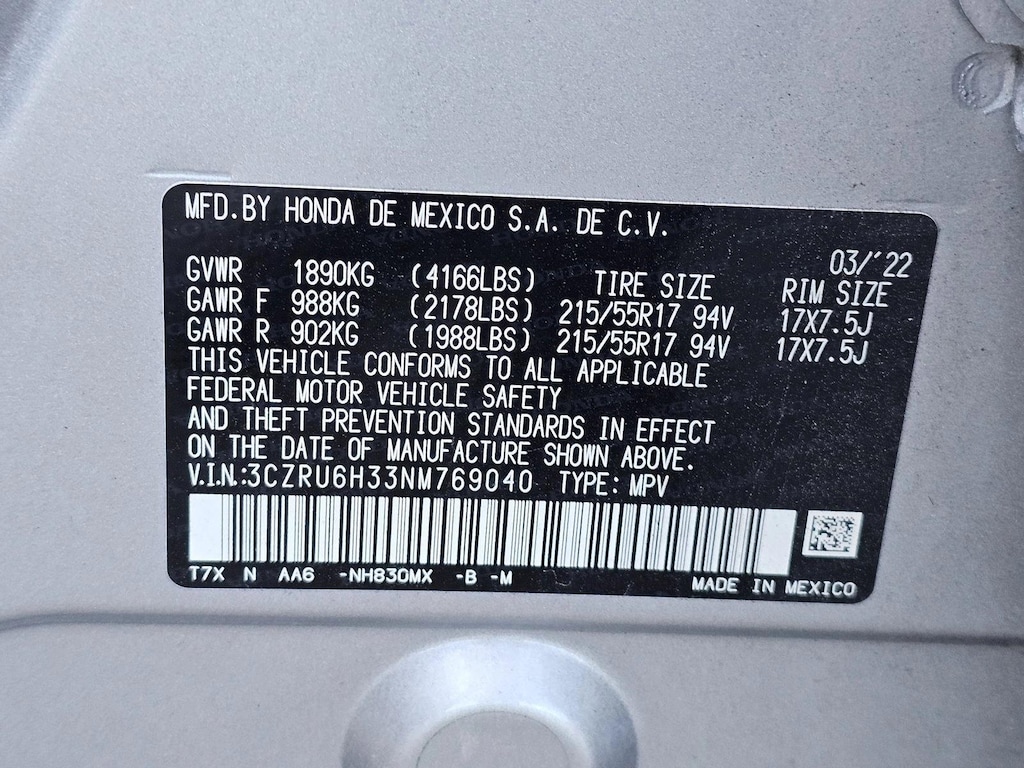 MFD.BY HONDA DE MEXICO S.A. DE C.V.
03/'22
GVWR 1890KG (4166LBS) TIRE SIZE RIM SIZE
GAWR F 988KG (2178LBS) 215/55R17 94V 17X7.5J
GAWR R 902KG (1988LBS) 215/55R17 94V 17X7.5J
THIS VEHICLE CONFORMS TO ALL APPLICABLE
FEDERAL MOTOR VEHICLE SAFETY
AND THEFT PREVENTION STANDARDS IN EFFECT
ON THE DATE OF MANUFACTURE SHOWN ABOVE.
V.I.N.:3CZRU6H33NM769040 TYPE: MPV
T7X N AA6 -NH830MX -B -M MADE IN MEXICO